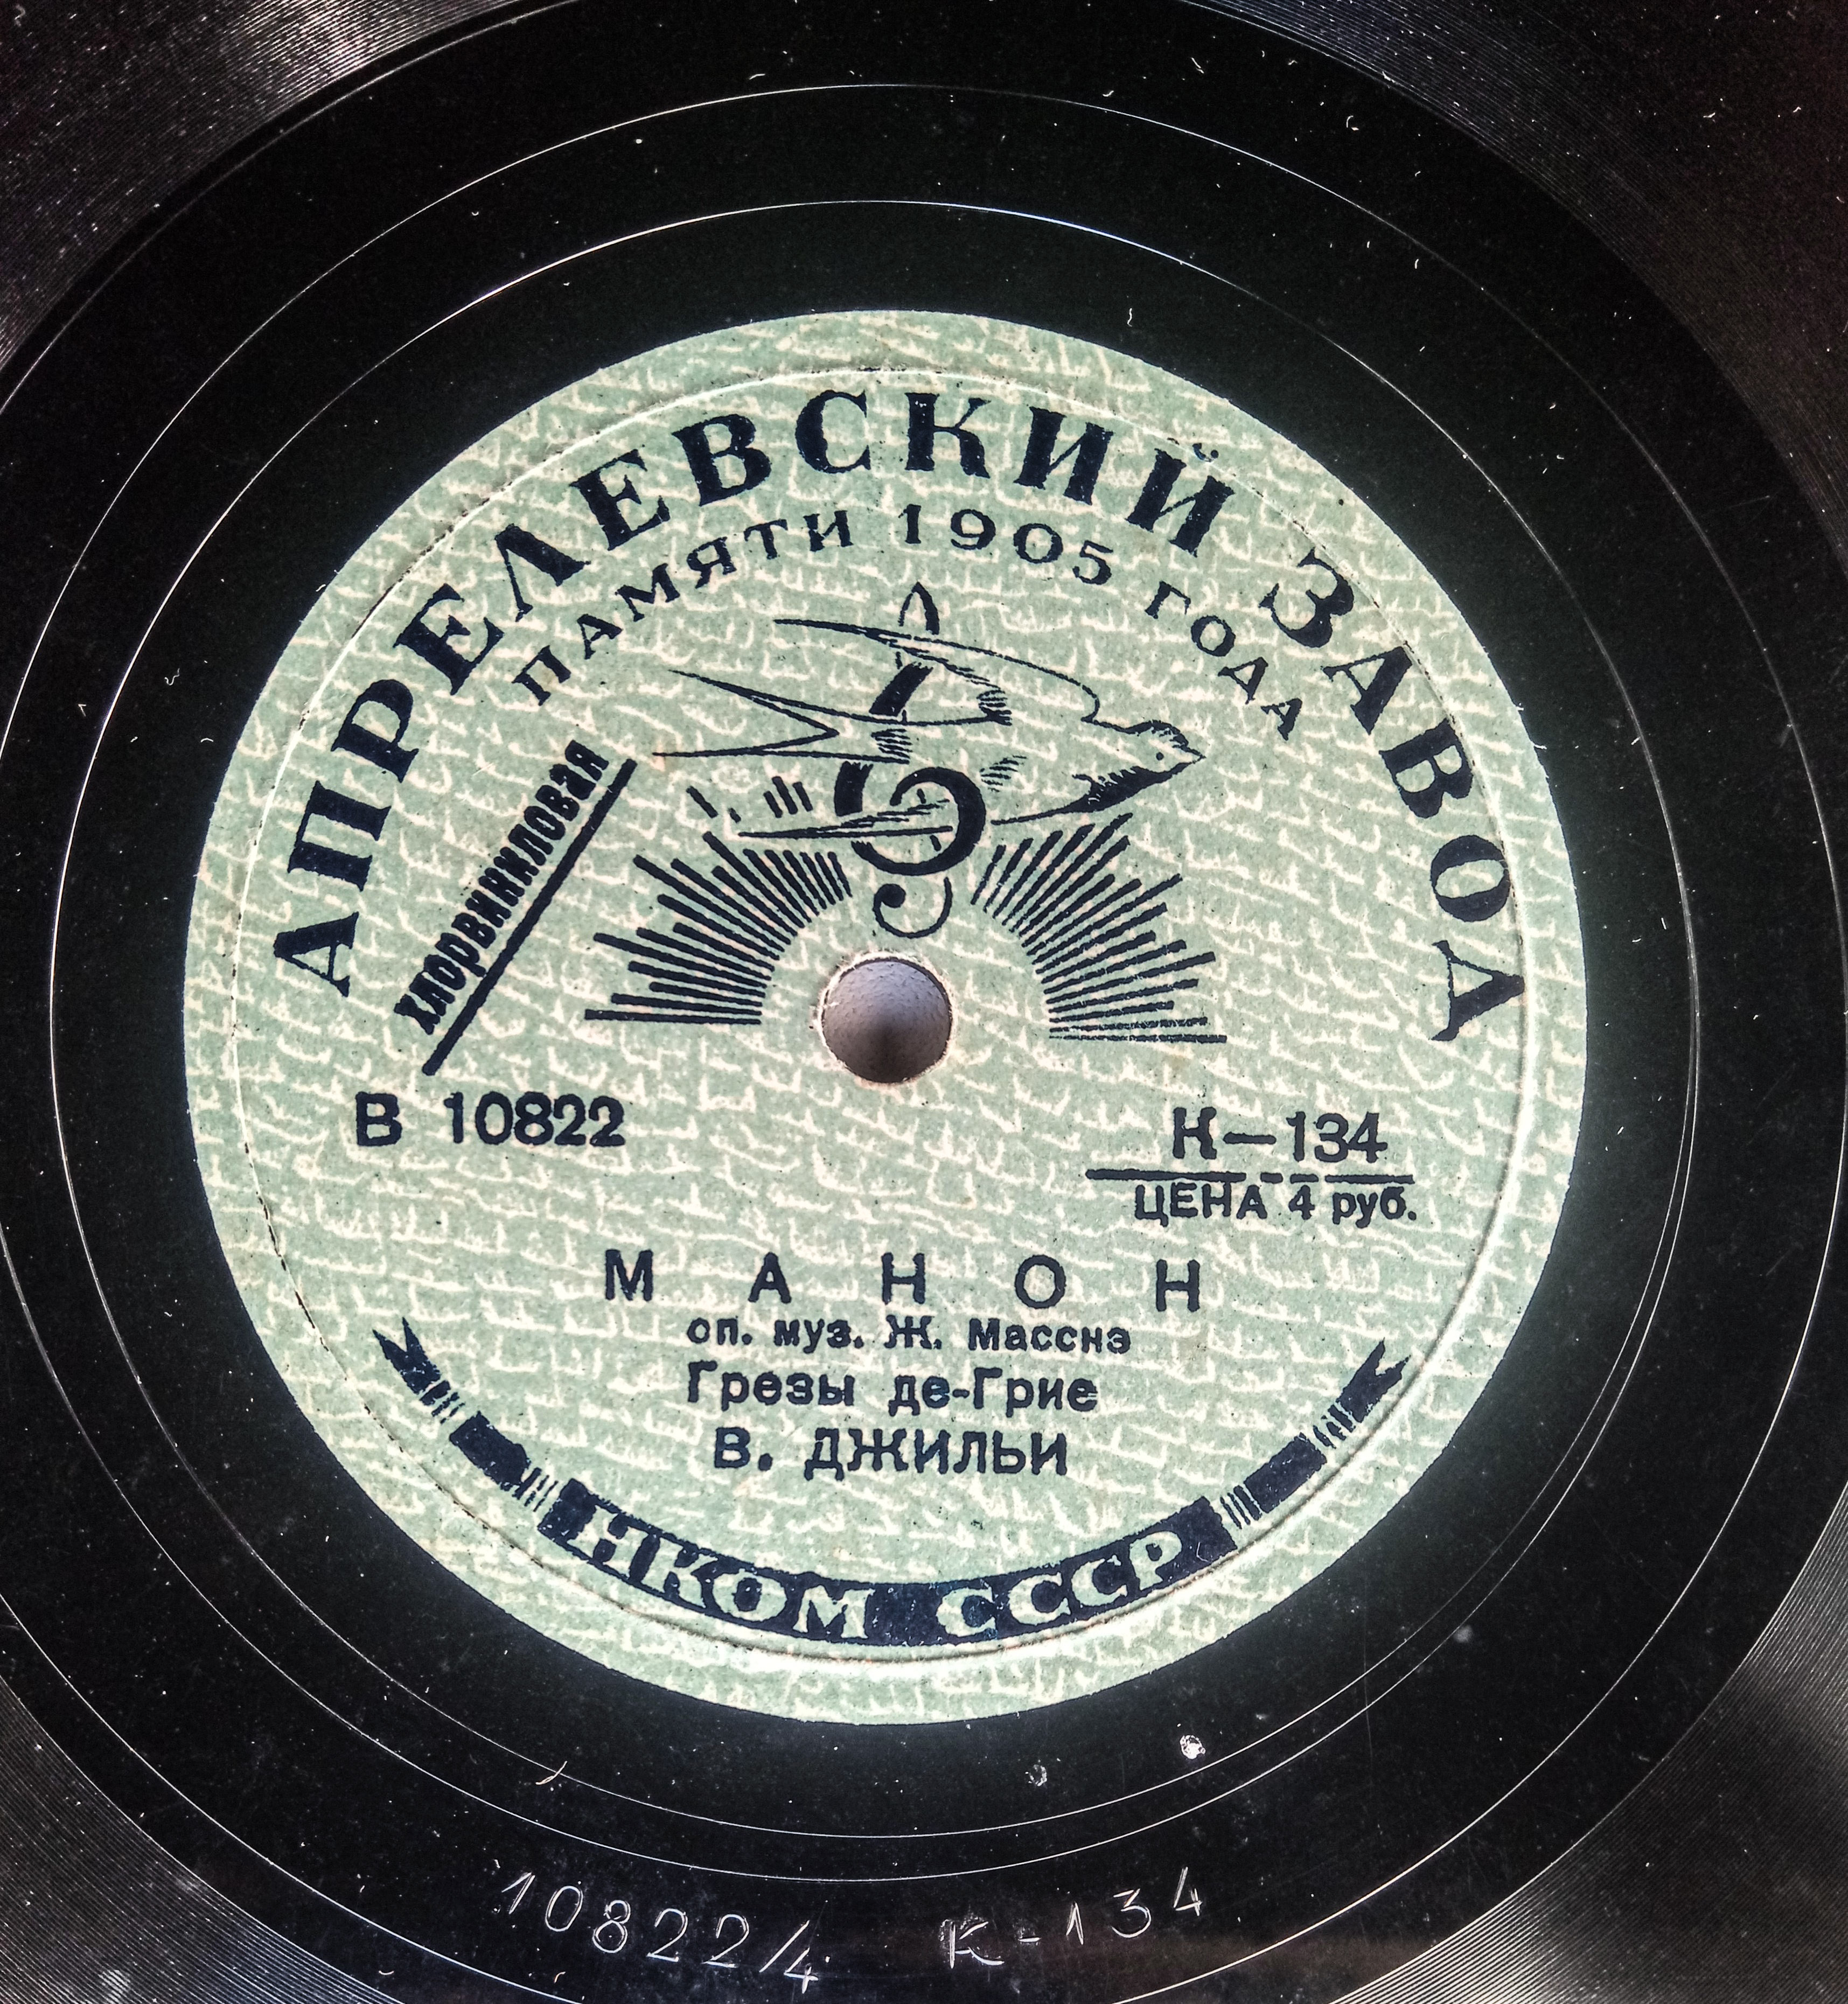 АПРЕЛЕВСКИЙ ЗАВОД
ПАМЯТИ 1905 ГОДА
хлорвиниловая
В 10822
К—134
ЦЕНА 4 руб.
МАНОН
оп. муз. Ж. Масснэ
Грезы де-Грие
В. ДЖИЛЬИ
НКОМ СССР
10822/4 К-134